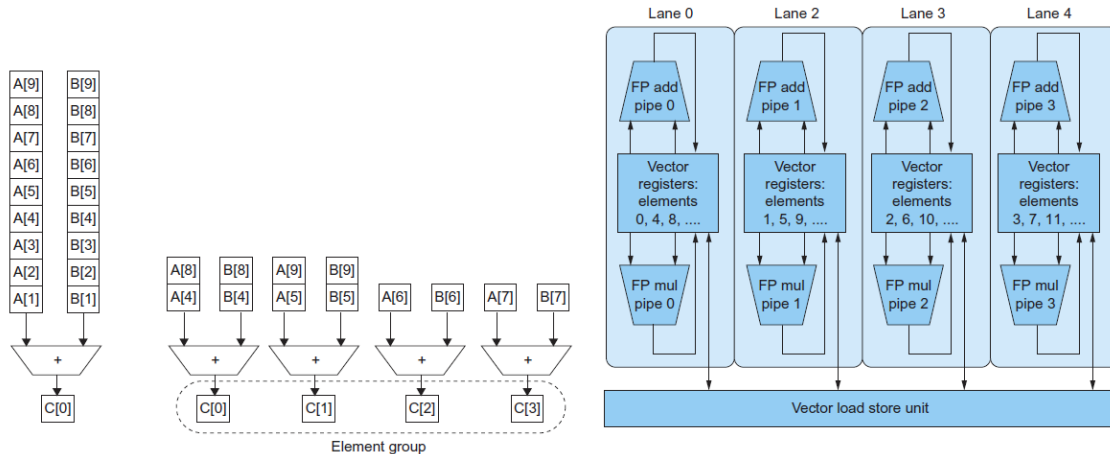 A[9] B[9]
A[8] B[8]
A[7] B[7]
A[6] B[6]
A[5] B[5]
A[4] B[4]
A[3] B[3]
A[2] B[2]
A[1] B[1]
+
C[0]
A[8] B[8] A[9] B[9]
A[4] B[4] A[5] B[5] A[6] B[6] A[7] B[7]
+ + + +
C[0] C[1] C[2] C[3]
Element group
Lane 0 Lane 2 Lane 3 Lane 4
FP add
pipe 0
FP add
pipe 1
FP add
pipe 2
FP add
pipe 3
Vector
registers:
elements
0, 4, 8, ....
Vector
registers:
elements
1, 5, 9, ....
Vector
registers:
elements
2, 6, 10, ....
Vector
registers:
elements
3, 7, 11, ....
FP mul
pipe 0
FP mul
pipe 1
FP mul
pipe 2
FP mul
pipe 3
Vector load store unit